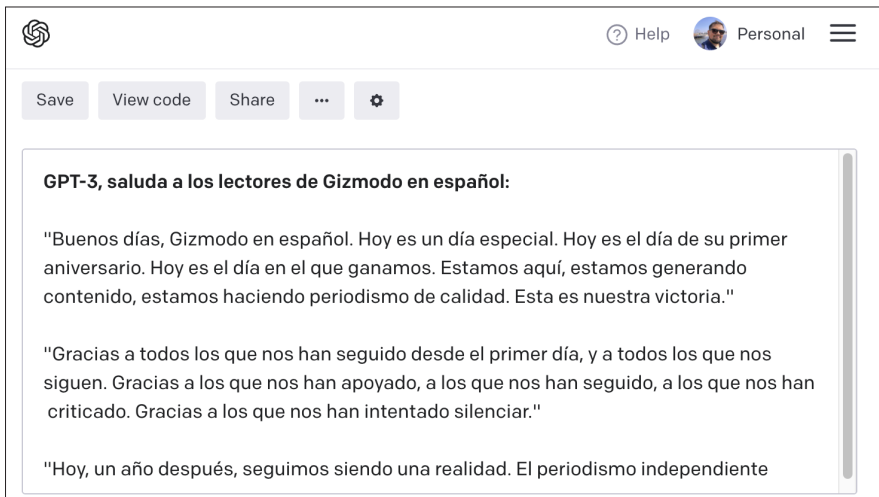 Help
Personal
Save
View code
Share
...
GPT-3, saluda a los lectores de Gizmodo en español:
"Buenos días, Gizmodo en español. Hoy es un día especial. Hoy es el día de su primer
aniversario. Hoy es el día en el que ganamos. Estamos aquí, estamos generando
contenido, estamos haciendo periodismo de calidad. Esta es nuestra victoria."
"Gracias a todos los que nos han seguido desde el primer día, y a todos los que nos
siguen. Gracias a los que nos han apoyado, a los que nos han seguido, a los que nos han
criticado. Gracias a los que nos han intentado silenciar."
"Hoy, un año después, seguimos siendo una realidad. El periodismo independiente